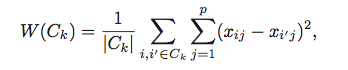 W(C_k) = \frac{1}{|C_k|} \sum_{i,i' \in C_k} \sum_{j=1}^{p} (x_{ij} - x_{i'j})^2,